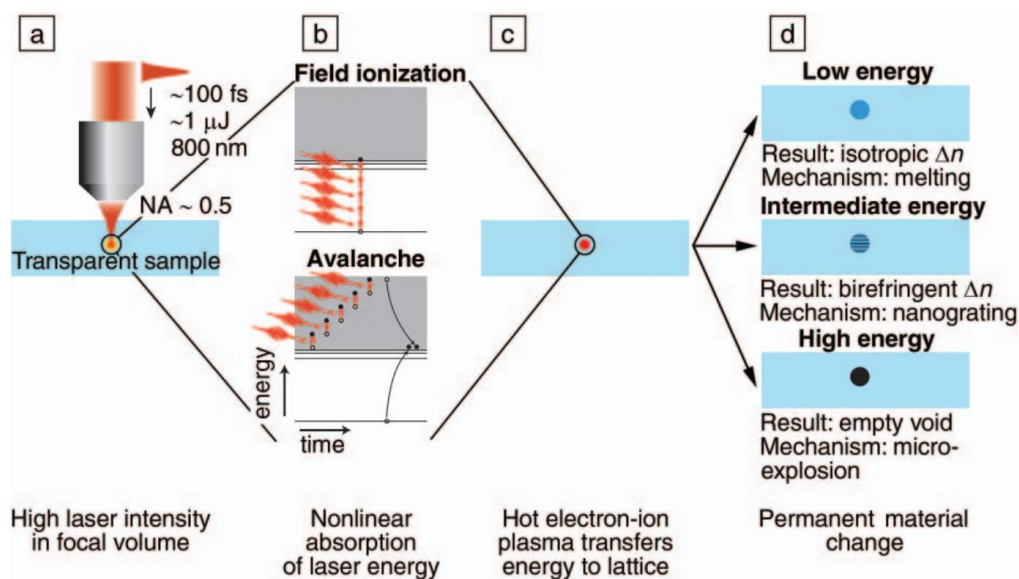 a
~100 fs
~1 μJ
800 nm
NA ~ 0.5
Transparent sample
High laser intensity
in focal volume
b
Field ionization
Avalanche
energy
time
Nonlinear
absorption
of laser energy
c
Hot electron-ion
plasma transfers
energy to lattice
d
Low energy
Result: isotropic Δn
Mechanism: melting
Intermediate energy
Result: birefringent Δn
Mechanism: nanograting
High energy
Result: empty void
Mechanism: micro-
explosion
Permanent material
change